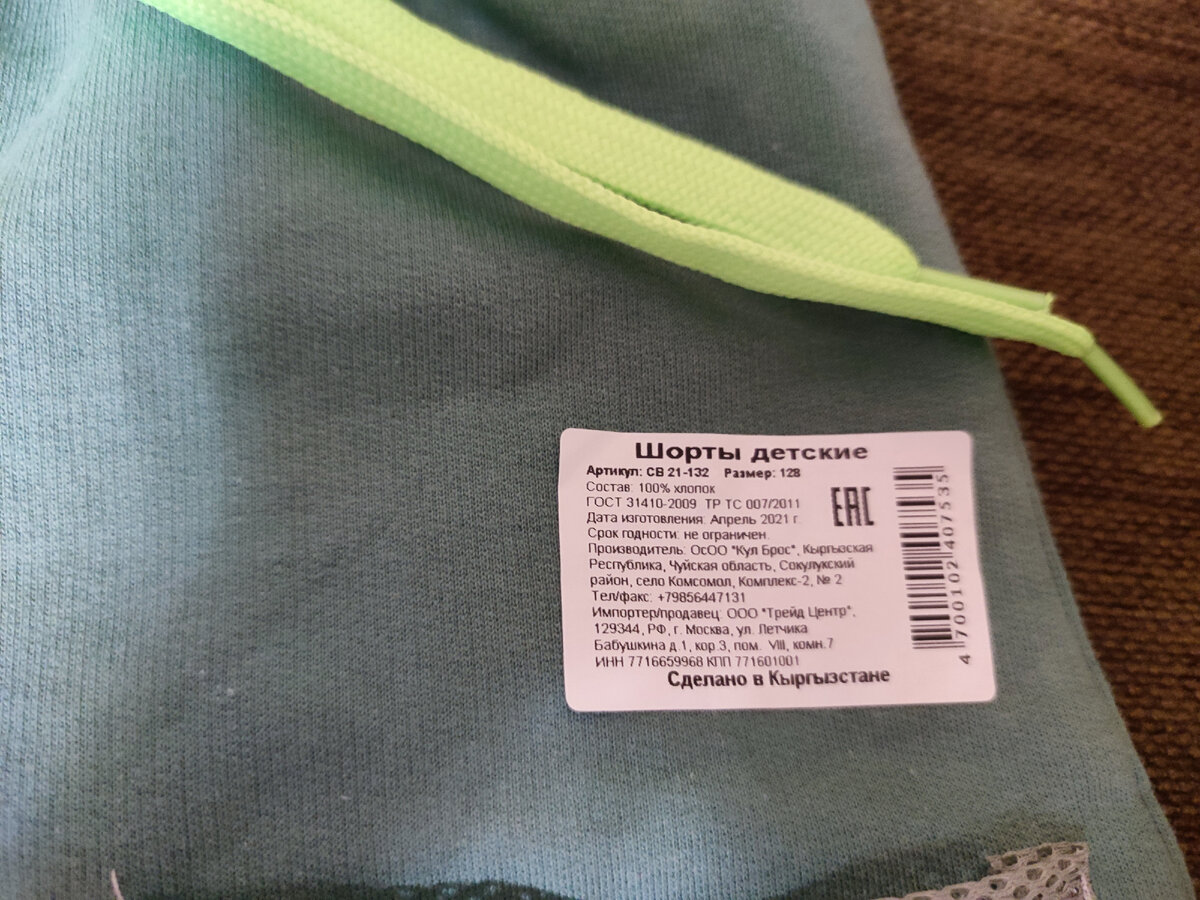 Шорты детские
Артикул: СВ 21-132 Размер: 128
Состав: 100% хлопок
ГОСТ 31410-2009 ТР ТС 007/2011
Дата изготовления: Апрель 2021 г.
Срок годности: не ограничен.
Производитель: ОсОО "Кул Брос", Кыргызская
Республика, Чуйская область, Сокулукский
район, село Комсомол, Комплекс-2, № 2
Тел/факс: +79856447131
Импортер/продавец: ООО "Трейд Центр",
129344, РФ, г. Москва, ул. Летчика
Бабушкина д.1, кор.3, пом. VIII, комн.7
ИНН 7716659968 КПП 771601001
Сделано в Кыргызстане
EAC
4 700102 407535